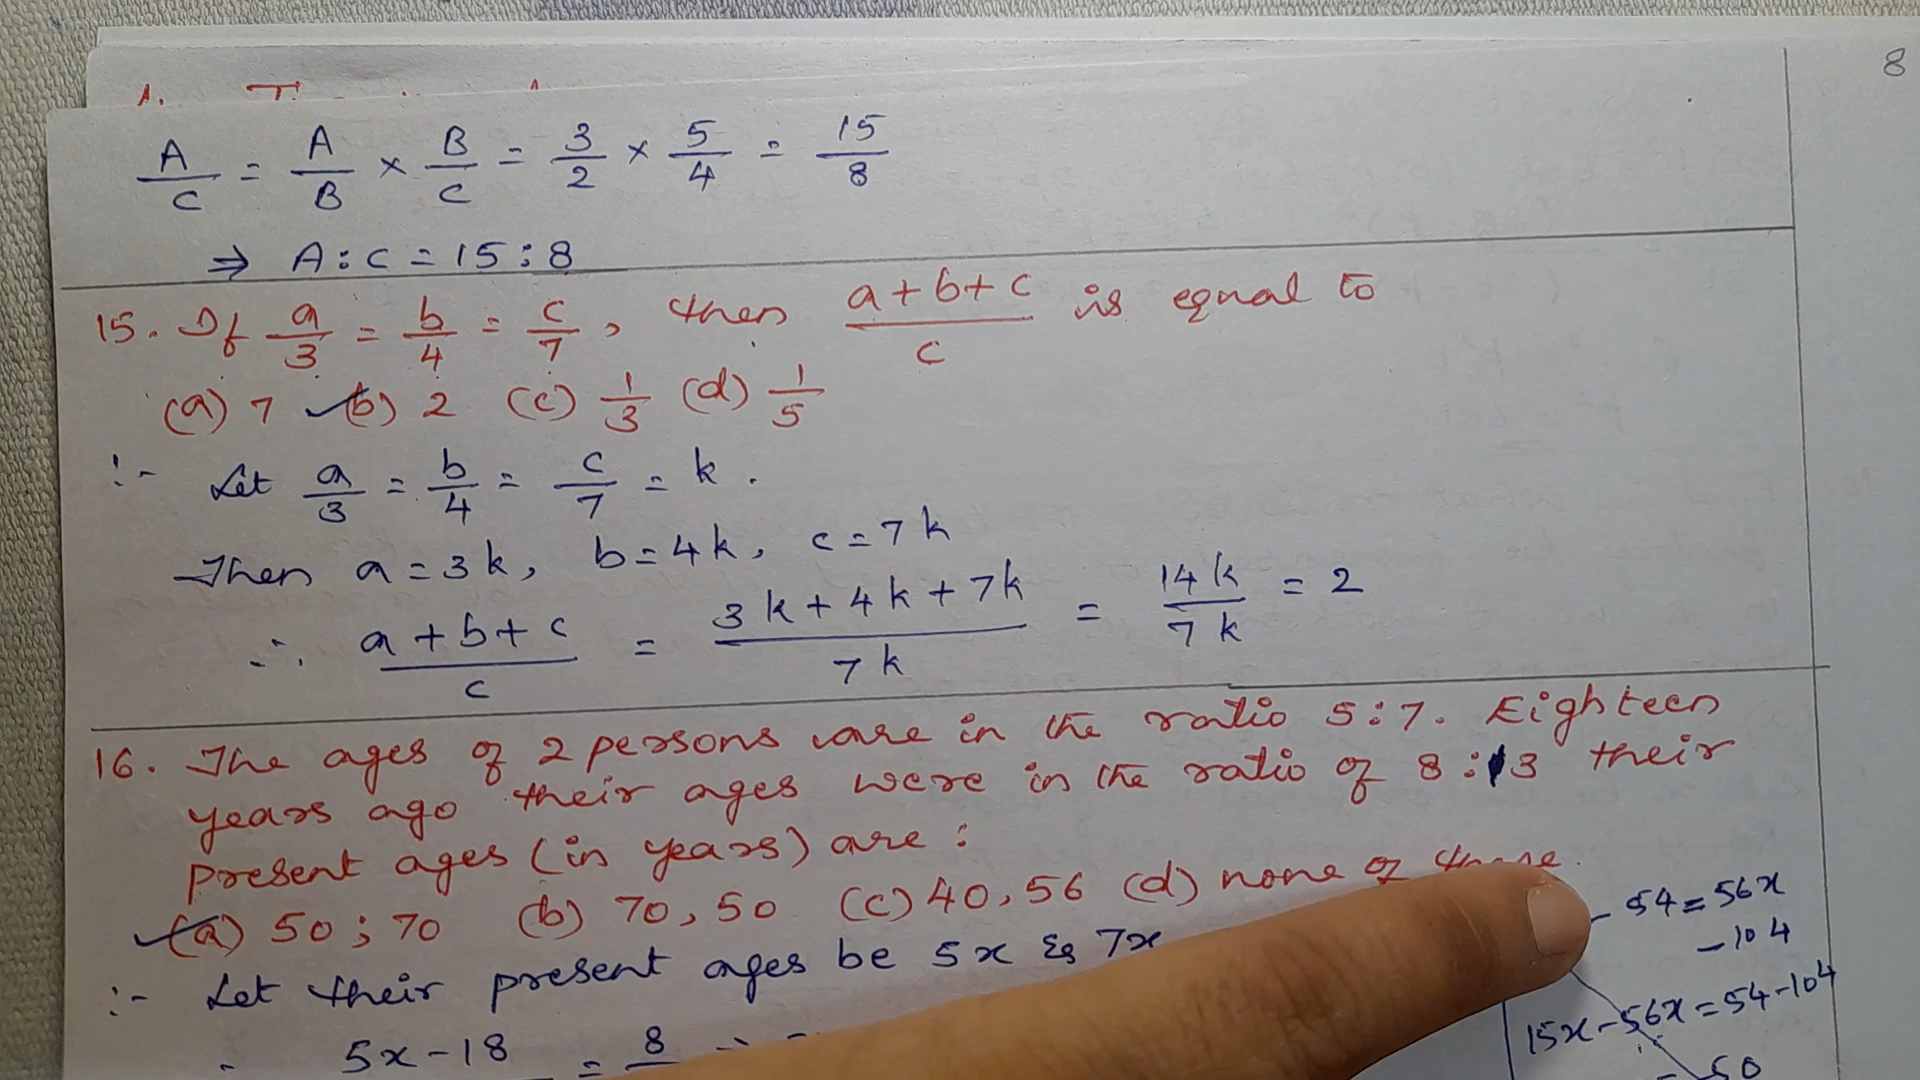 A/C = A/B × B/C = 3/2 × 5/4 = 15/8
⇒ A:C = 15:8
15. If a/3 = b/4 = c/7, then (a+b+c)/c is equal to
(a) 7 (b) 2 (c) 1/3 (d) 1/5
:- Let a/3 = b/4 = c/7 = k.
Then a = 3k, b = 4k, c = 7k
∴ (a+b+c)/c = (3k+4k+7k)/7k = 14k/7k = 2
16. The ages of 2 persons are in the ratio 5:7. Eighteen
years ago their ages were in the ratio of 8:13 their
present ages (in years) are:
(a) 50; 70 (b) 70, 50 (c) 40, 56 (d) none of these.
:- Let their present ages be 5x & 7x
5x-18 = 8
- 54 = 56x
- 104
15x - 56x = 54 - 104
50
8